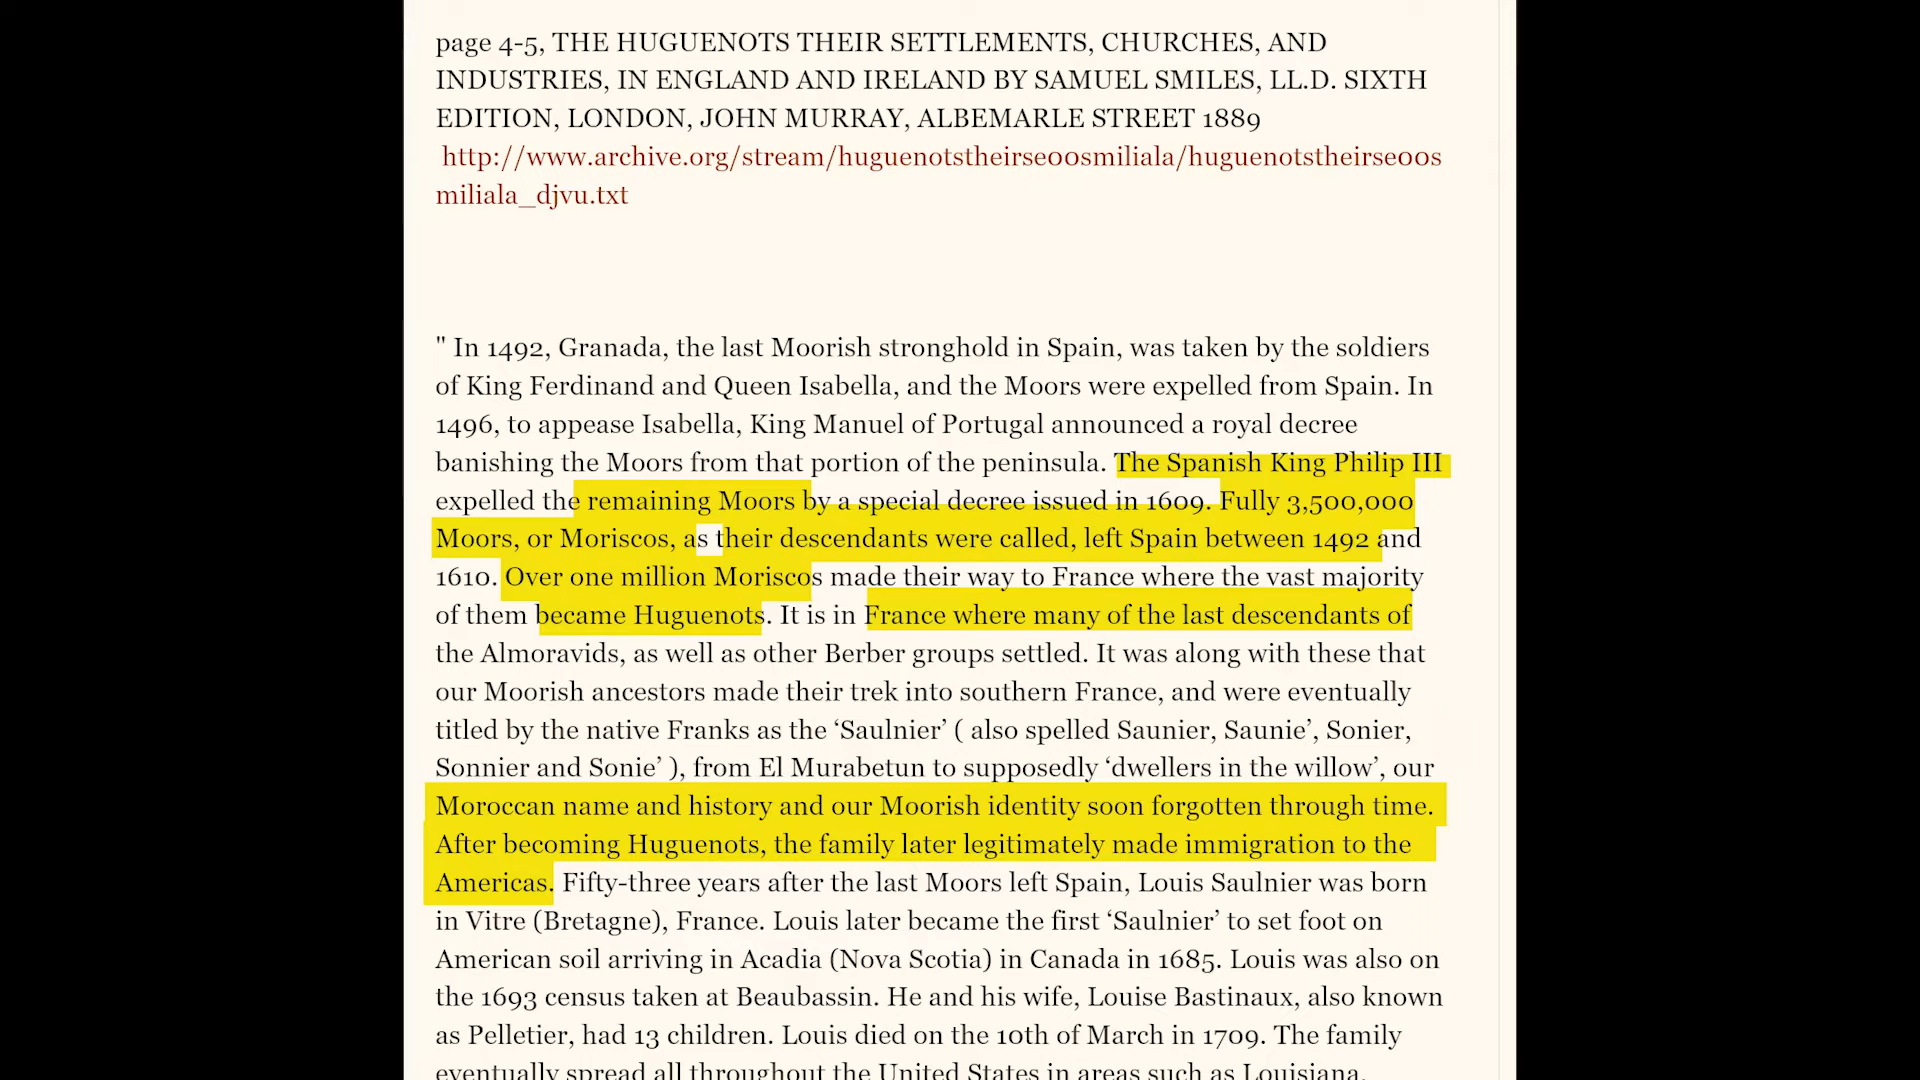 page 4-5, THE HUGUENOTS THEIR SETTLEMENTS, CHURCHES, AND
INDUSTRIES, IN ENGLAND AND IRELAND BY SAMUEL SMILES, LL.D. SIXTH
EDITION, LONDON, JOHN MURRAY, ALBEMARLE STREET 1889
http://www.archive.org/stream/huguenotstheirse00smiliala/huguenotstheirse00s
miliala_djvu.txt
" In 1492, Granada, the last Moorish stronghold in Spain, was taken by the soldiers
of King Ferdinand and Queen Isabella, and the Moors were expelled from Spain. In
1496, to appease Isabella, King Manuel of Portugal announced a royal decree
banishing the Moors from that portion of the peninsula. The Spanish King Philip III
expelled the remaining Moors by a special decree issued in 1609. Fully 3,500,000
Moors, or Moriscos, as their descendants were called, left Spain between 1492 and
1610. Over one million Moriscos made their way to France where the vast majority
of them became Huguenots. It is in France where many of the last descendants of
the Almoravids, as well as other Berber groups settled. It was along with these that
our Moorish ancestors made their trek into southern France, and were eventually
titled by the native Franks as the ‘Saulnier’ ( also spelled Saunier, Saunie’, Sonier,
Sonnier and Sonie’ ), from El Murabetun to supposedly ‘dwellers in the willow’, our
Moroccan name and history and our Moorish identity soon forgotten through time.
After becoming Huguenots, the family later legitimately made immigration to the
Americas. Fifty-three years after the last Moors left Spain, Louis Saulnier was born
in Vitre (Bretagne), France. Louis later became the first ‘Saulnier’ to set foot on
American soil arriving in Acadia (Nova Scotia) in Canada in 1685. Louis was also on
the 1693 census taken at Beaubassin. He and his wife, Louise Bastinaux, also known
as Pelletier, had 13 children. Louis died on the 10th of March in 1709. The family
eventually spread all throughout the United States in areas such as Louisiana,